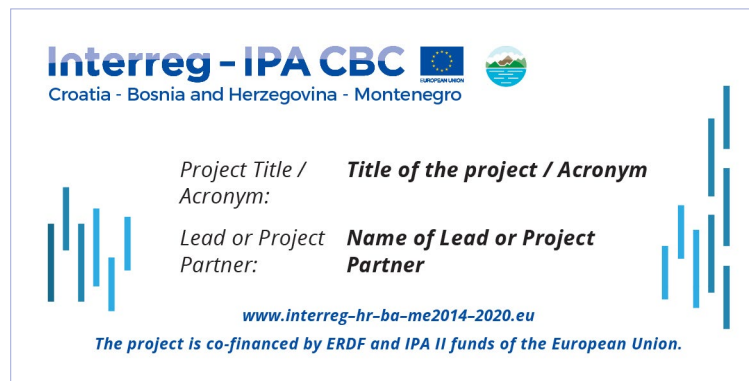 Interreg - IPA CBC
EUROPEAN UNION
Croatia - Bosnia and Herzegovina - Montenegro
Project Title / Title of the project / Acronym
Acronym:
Lead or Project Name of Lead or Project
Partner: Partner
www.interreg–hr–ba–me2014–2020.eu
The project is co-financed by ERDF and IPA II funds of the European Union.